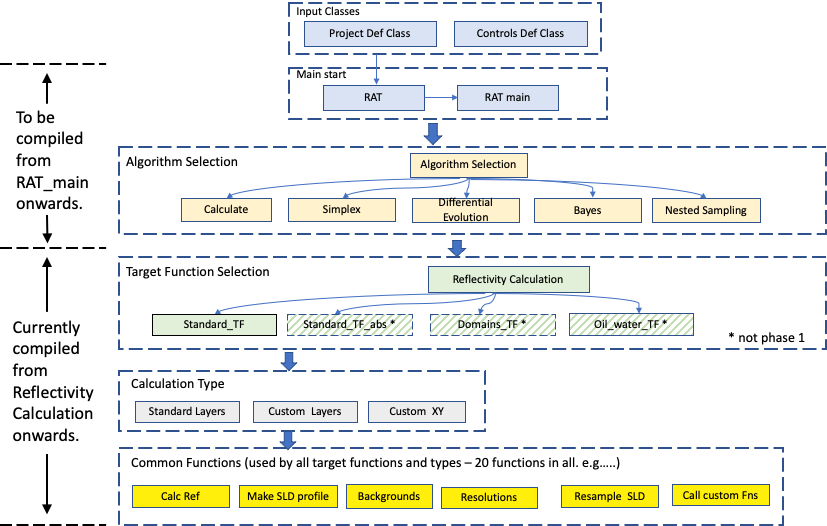 Input Classes
Project Def Class
Controls Def Class
Main start
RAT
RAT main
To be
compiled
from
RAT_main
onwards.
Algorithm Selection
Algorithm Selection
Calculate
Simplex
Differential
Evolution
Bayes
Nested Sampling
Target Function Selection
Reflectivity Calculation
Standard_TF
Standard_TF_abs *
Domains_TF *
Oil_water_TF *
* not phase 1
Currently
compiled
from
Reflectivity
Calculation
onwards.
Calculation Type
Standard Layers
Custom Layers
Custom XY
Common Functions (used by all target functions and types – 20 functions in all. e.g…..)
Calc Ref
Make SLD profile
Backgrounds
Resolutions
Resample SLD
Call custom Fns